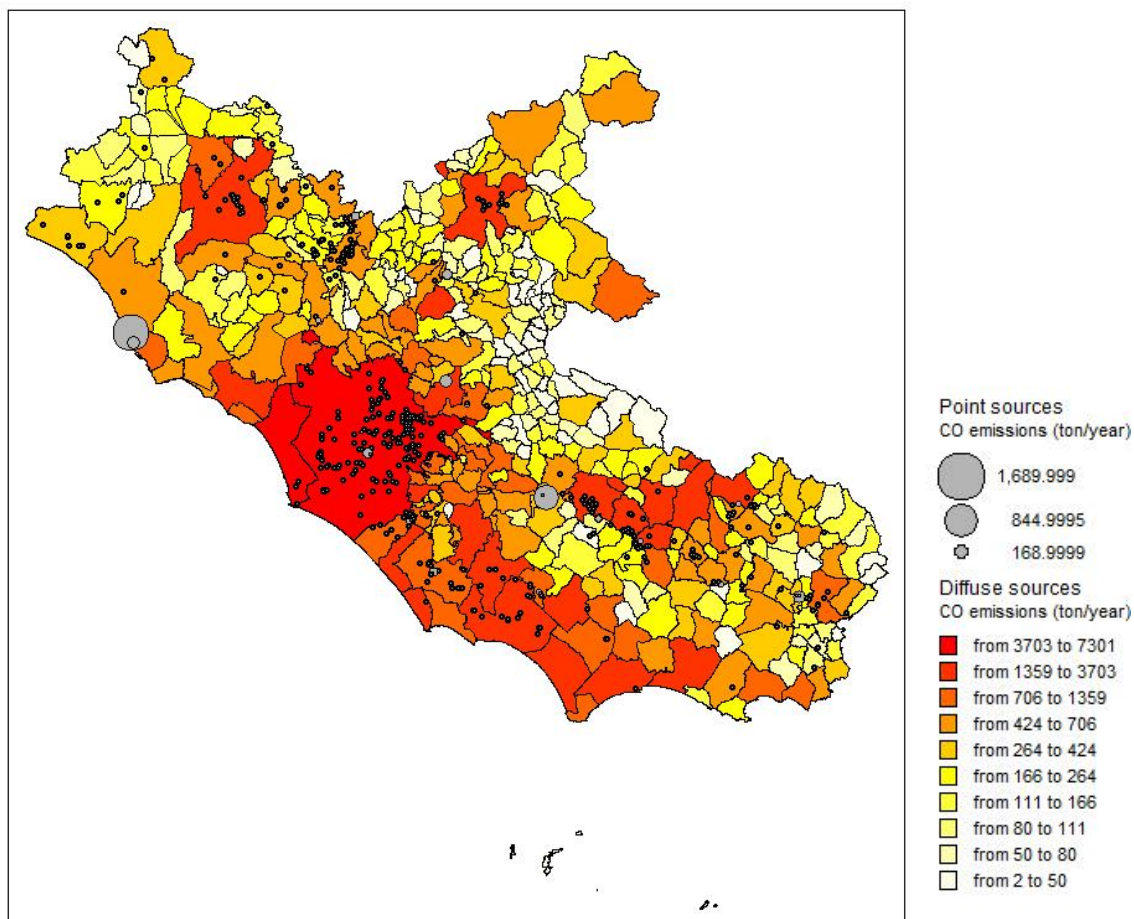 Point sources
CO emissions (ton/year)
1,689.999
844.9995
168.9999
Diffuse sources
CO emissions (ton/year)
from 3703 to 7301
from 1359 to 3703
from 706 to 1359
from 424 to 706
from 264 to 424
from 166 to 264
from 111 to 166
from 80 to 111
from 50 to 80
from 2 to 50